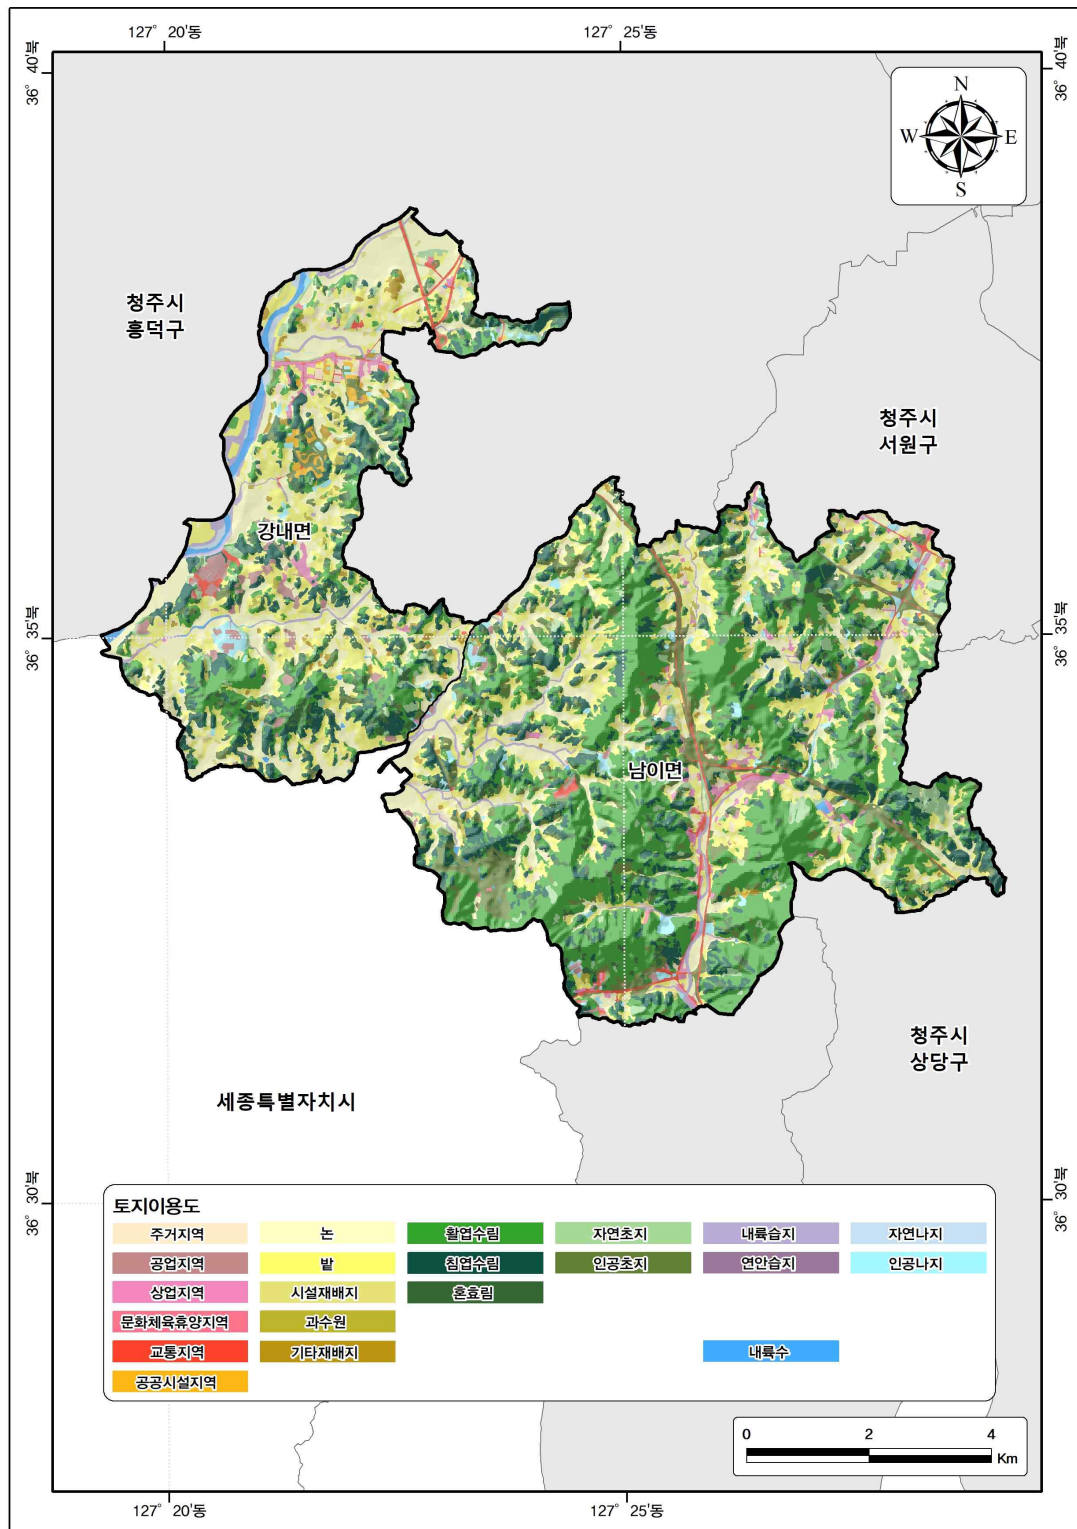 127° 20'동
127° 25'동
36° 40'북
36° 40'북
N
W
E
S
청주시
흥덕구
청주시
서원구
강내면
36° 35'북
36° 35'북
남이면
청주시
상당구
세종특별자치시
36° 30'북
36° 30'북
토지이용도
주거지역
논
활엽수림
자연초지
내륙습지
자연나지
공업지역
밭
침엽수림
인공초지
연안습지
인공나지
상업지역
시설재배지
혼효림
문화체육휴양지역
과수원
교통지역
기타재배지
내륙수
공공시설지역
0
2
4
Km
127° 20'동
127° 25'동